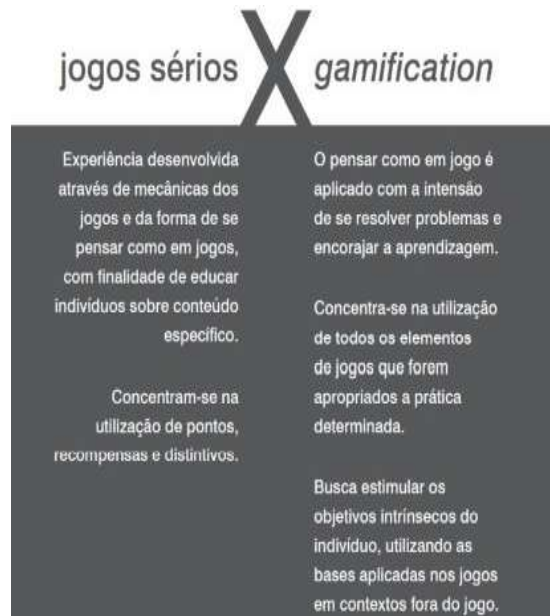 jogos sérios X gamification
Experiência desenvolvida
através de mecânicas dos
jogos e da forma de se
pensar como em jogos,
com finalidade de educar
indivíduos sobre conteúdo
específico.
Concentram-se na
utilização de pontos,
recompensas e distintivos.
O pensar como em jogo é
aplicado com a intensão
de se resolver problemas e
encorajar a aprendizagem.
Concentra-se na utilização
de todos os elementos
de jogos que forem
apropriados a prática
determinada.
Busca estimular os
objetivos intrínsecos do
indivíduo, utilizando as
bases aplicadas nos jogos
em contextos fora do jogo.